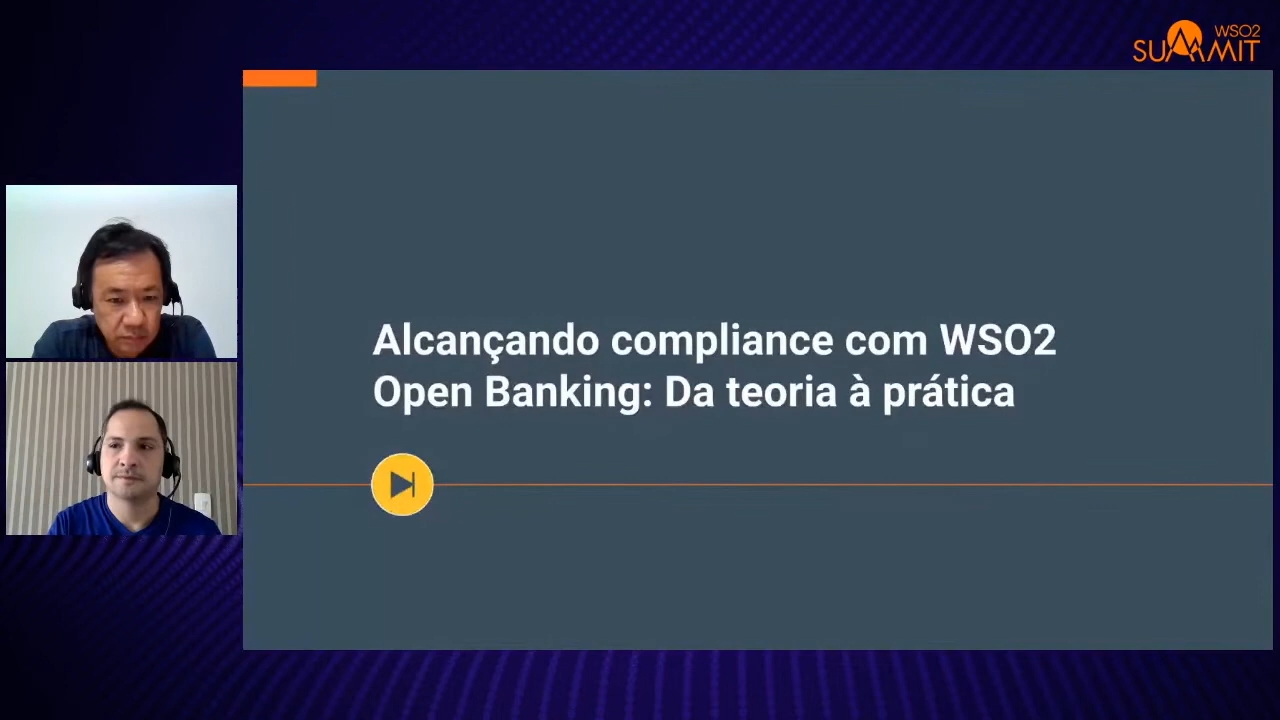 WSO2
SUMMIT
Alcançando compliance com WSO2
Open Banking: Da teoria à prática